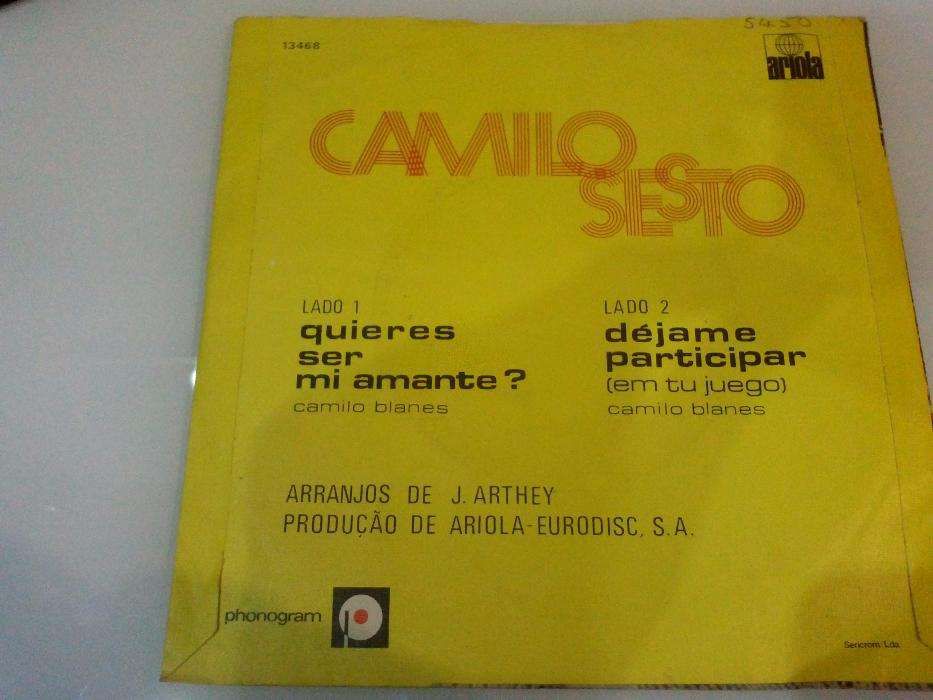 5450
13468
ariola
CAMILO
SESTO
LADO 1
quieres
ser
mi amante?
camilo blanes
LADO 2
déjame
participar
(em tu juego)
camilo blanes
ARRANJOS DE J. ARTHEY
PRODUÇÃO DE ARIOLA-EURODISC, S.A.
phonogram
Sericrom Lda